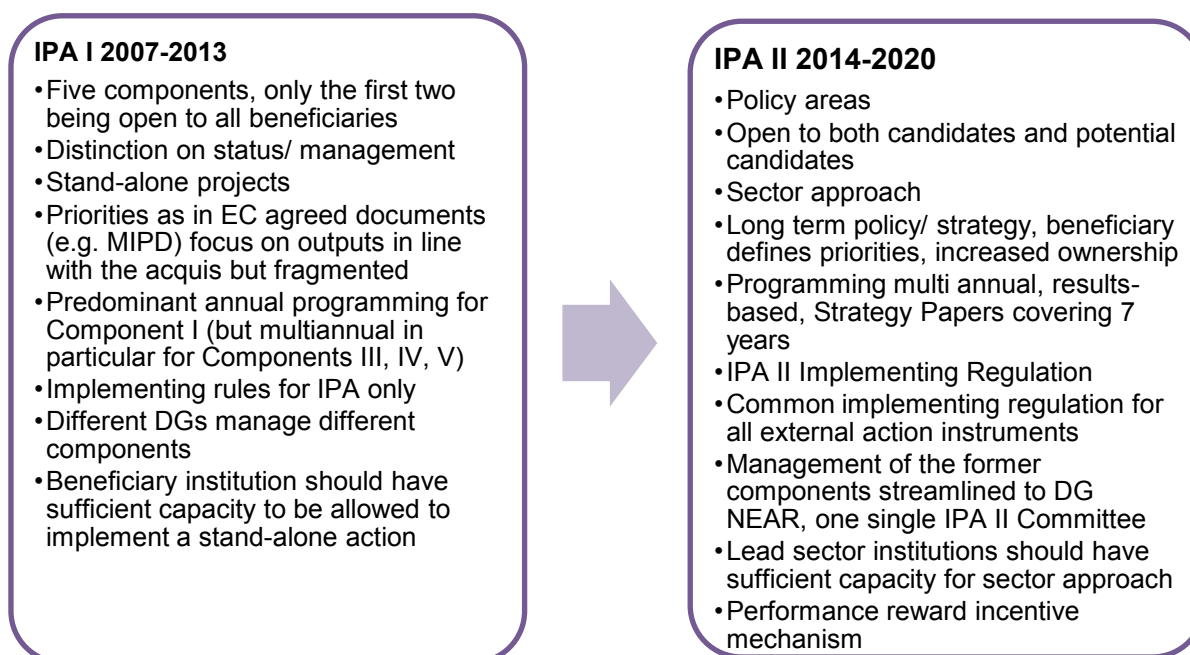 IPA I 2007-2013
•Five components, only the first two
being open to all beneficiaries
•Distinction on status/ management
•Stand-alone projects
•Priorities as in EC agreed documents
(e.g. MIPD) focus on outputs in line
with the acquis but fragmented
•Predominant annual programming for
Component I (but multiannual in
particular for Components III, IV, V)
•Implementing rules for IPA only
•Different DGs manage different
components
•Beneficiary institution should have
sufficient capacity to be allowed to
implement a stand-alone action
IPA II 2014-2020
•Policy areas
•Open to both candidates and potential
candidates
•Sector approach
•Long term policy/ strategy, beneficiary
defines priorities, increased ownership
•Programming multi annual, results-
based, Strategy Papers covering 7
years
•IPA II Implementing Regulation
•Common implementing regulation for
all external action instruments
•Management of the former
components streamlined to DG
NEAR, one single IPA II Committee
•Lead sector institutions should have
sufficient capacity for sector approach
•Performance reward incentive
mechanism